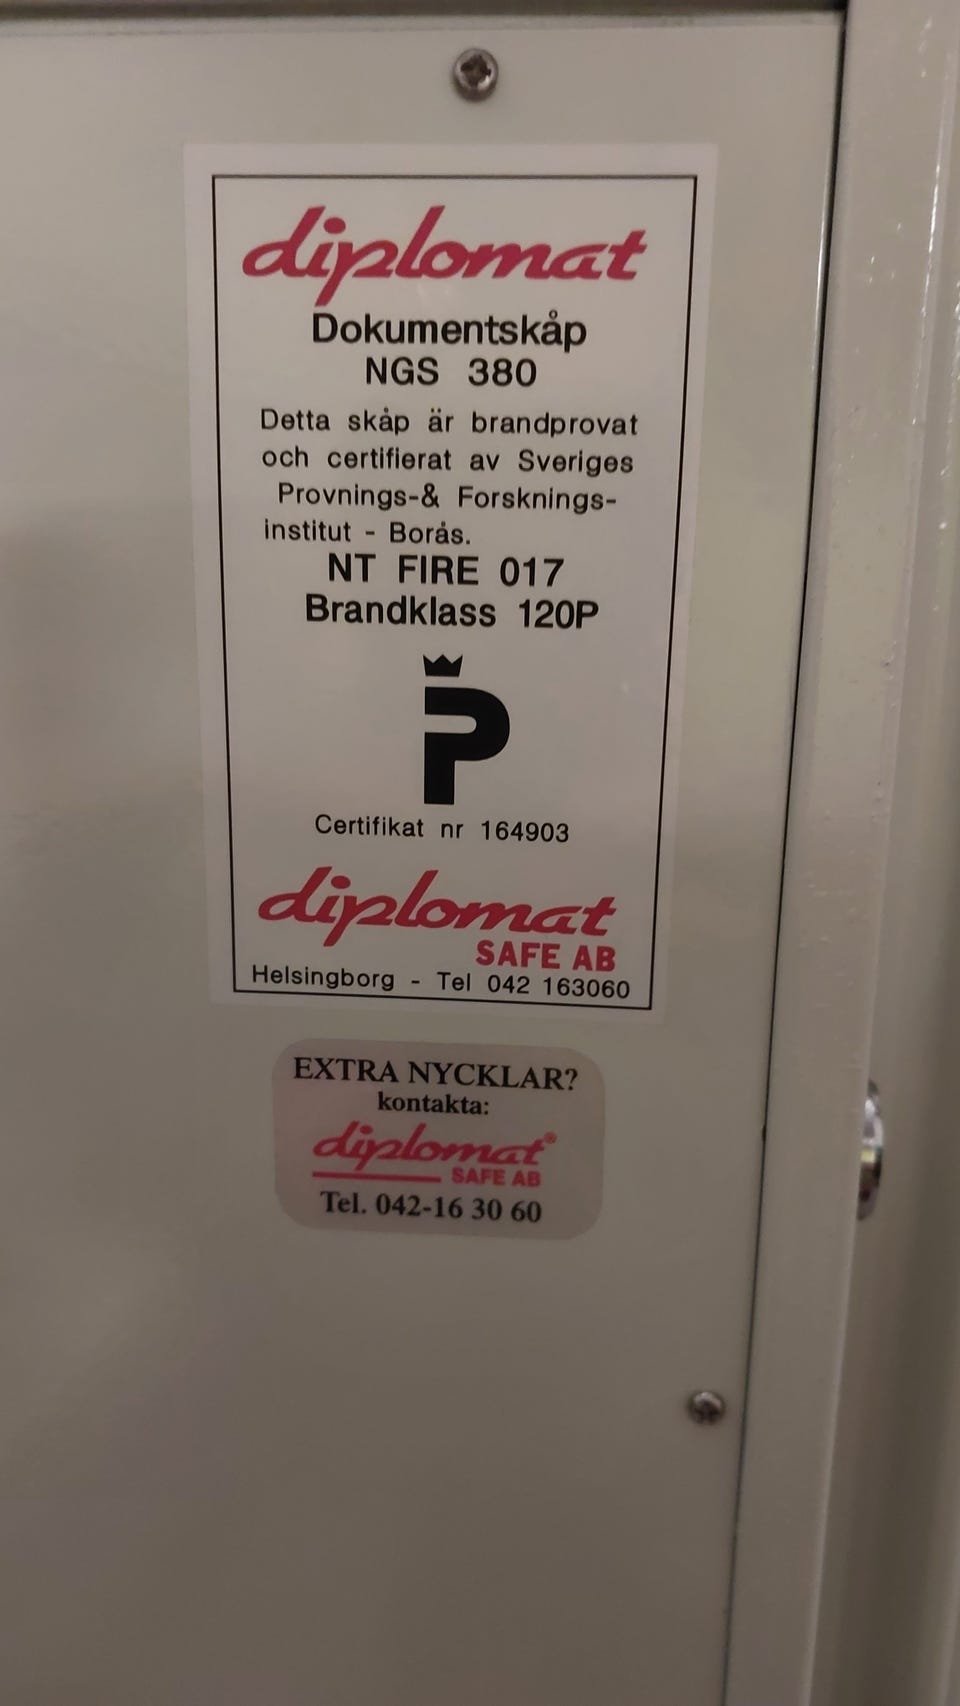 diplomat
Dokumentskåp
NGS 380
Detta skåp är brandprovat
och certifierat av Sveriges
Provnings-& Forsknings-
institut - Borås.
NT FIRE 017
Brandklass 120P
P
Certifikat nr 164903
diplomat
SAFE AB
Helsingborg - Tel 042 163060
EXTRA NYCKLAR?
kontakta:
diplomat®
SAFE AB
Tel. 042-16 30 60